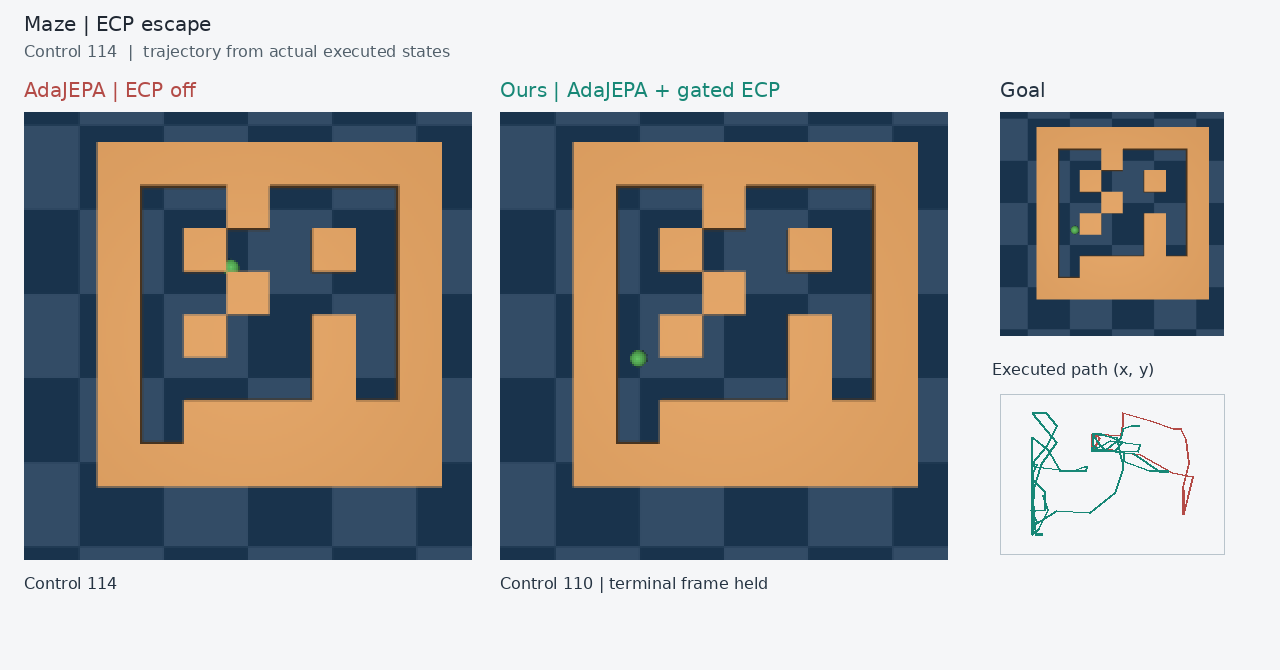 Maze | ECP escape
Control 114 | trajectory from actual executed states
AdaJEPA | ECP off
Ours | AdaJEPA + gated ECP
Goal
Executed path (x, y)
Control 114
Control 110 | terminal frame held